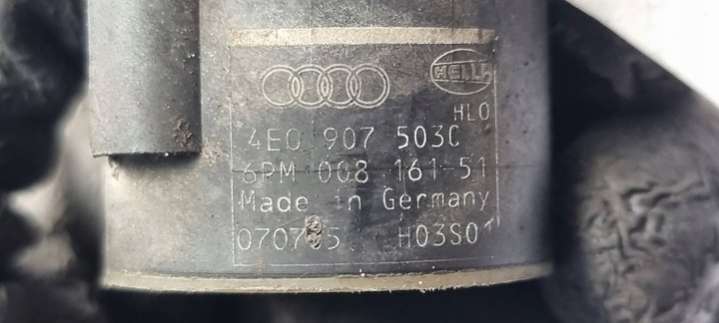 HELLA
HLO
4E0 907 503C
6PM 008 161-51
Made in Germany
H03S01